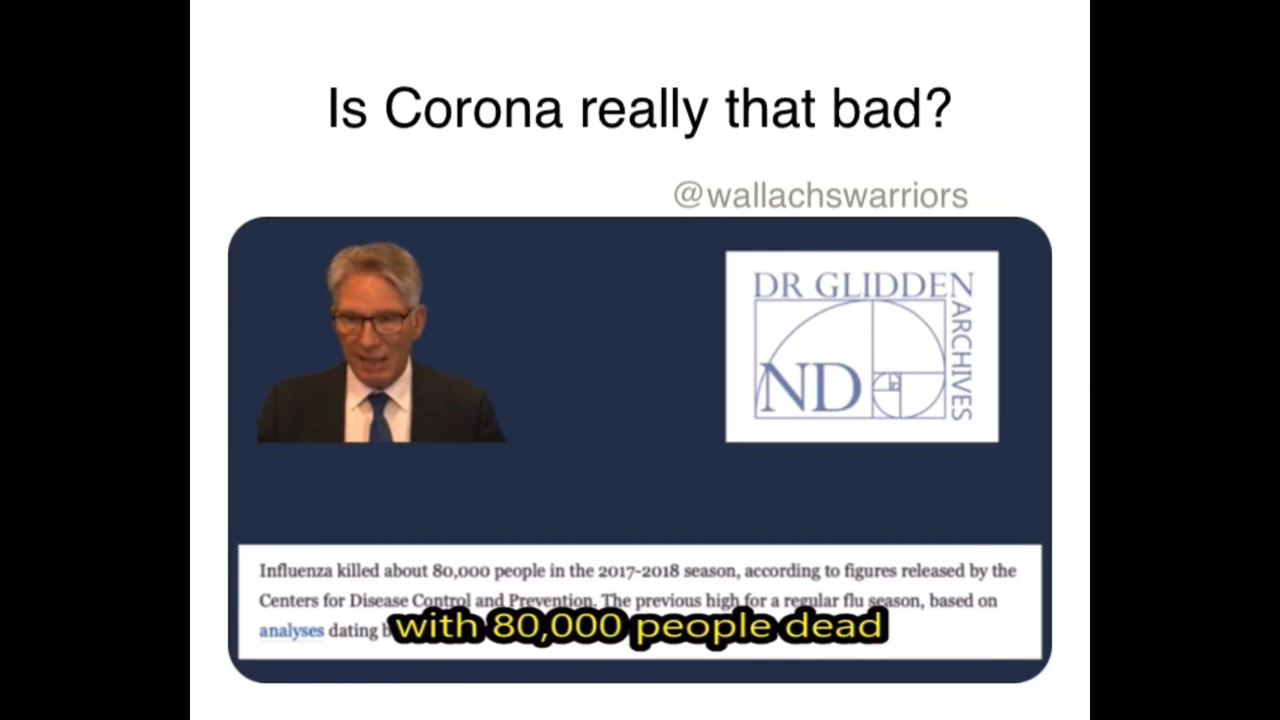 Is Corona really that bad?
@wallachswarriors
DR GLIDDEN
ARCHIVES
ND
Influenza killed about 80,000 people in the 2017-2018 season, according to figures released by the
Centers for Disease Control and Prevention. The previous high for a regular flu season, based on
analyses dating
with 80,000 people dead